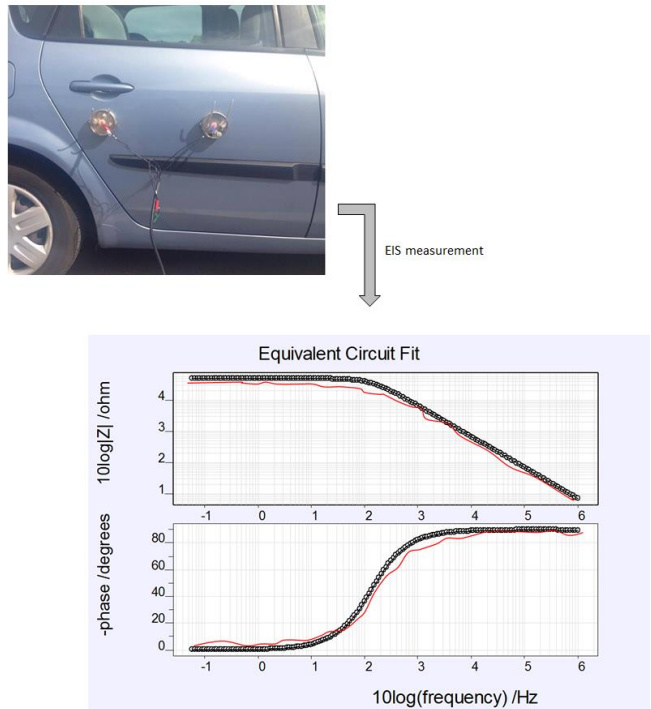 EIS measurement
Equivalent Circuit Fit
10log|Z| /ohm
4
3
2
1
-1 0 1 2 3 4 5 6
-phase /degrees
80
60
40
20
0
-1 0 1 2 3 4 5 6
10log(frequency) /Hz